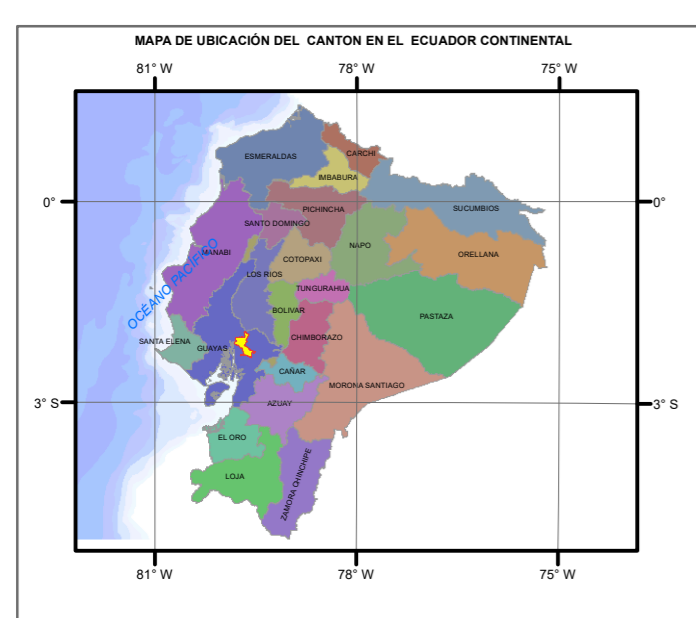 MAPA DE UBICACIÓN DEL CANTON EN EL ECUADOR CONTINENTAL
81° W
78° W
75° W
ESMERALDAS
CARCHI
IMBABURA
0°
0°
PICHINCHA
SUCUMBIOS
SANTO DOMINGO
NAPO
MANABI
COTOPAXI
ORELLANA
LOS RIOS
OCÉANO PACÍFICO
TUNGURAHUA
BOLIVAR
PASTAZA
SANTA ELENA
GUAYAS
CHIMBORAZO
CAÑAR
MORONA SANTIAGO
3° S
3° S
AZUAY
EL ORO
LOJA
ZAMORA CHINCHIPE
81° W
78° W
75° W